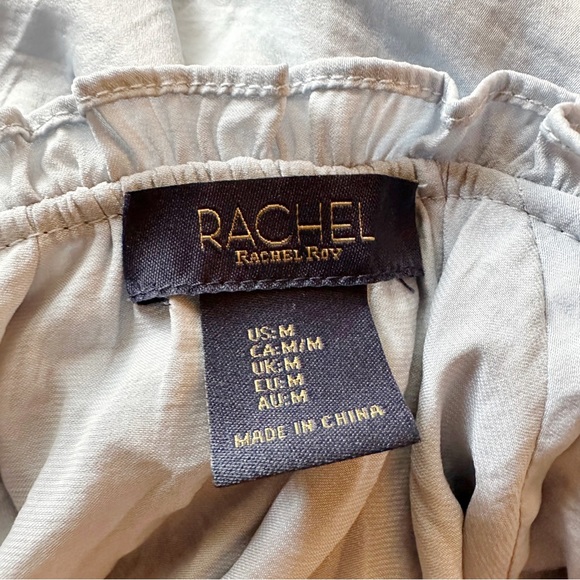 RACHEL
RACHEL ROY
US:M
CA:M/M
UK:M
EU:M
AU:M
MADE IN CHINA